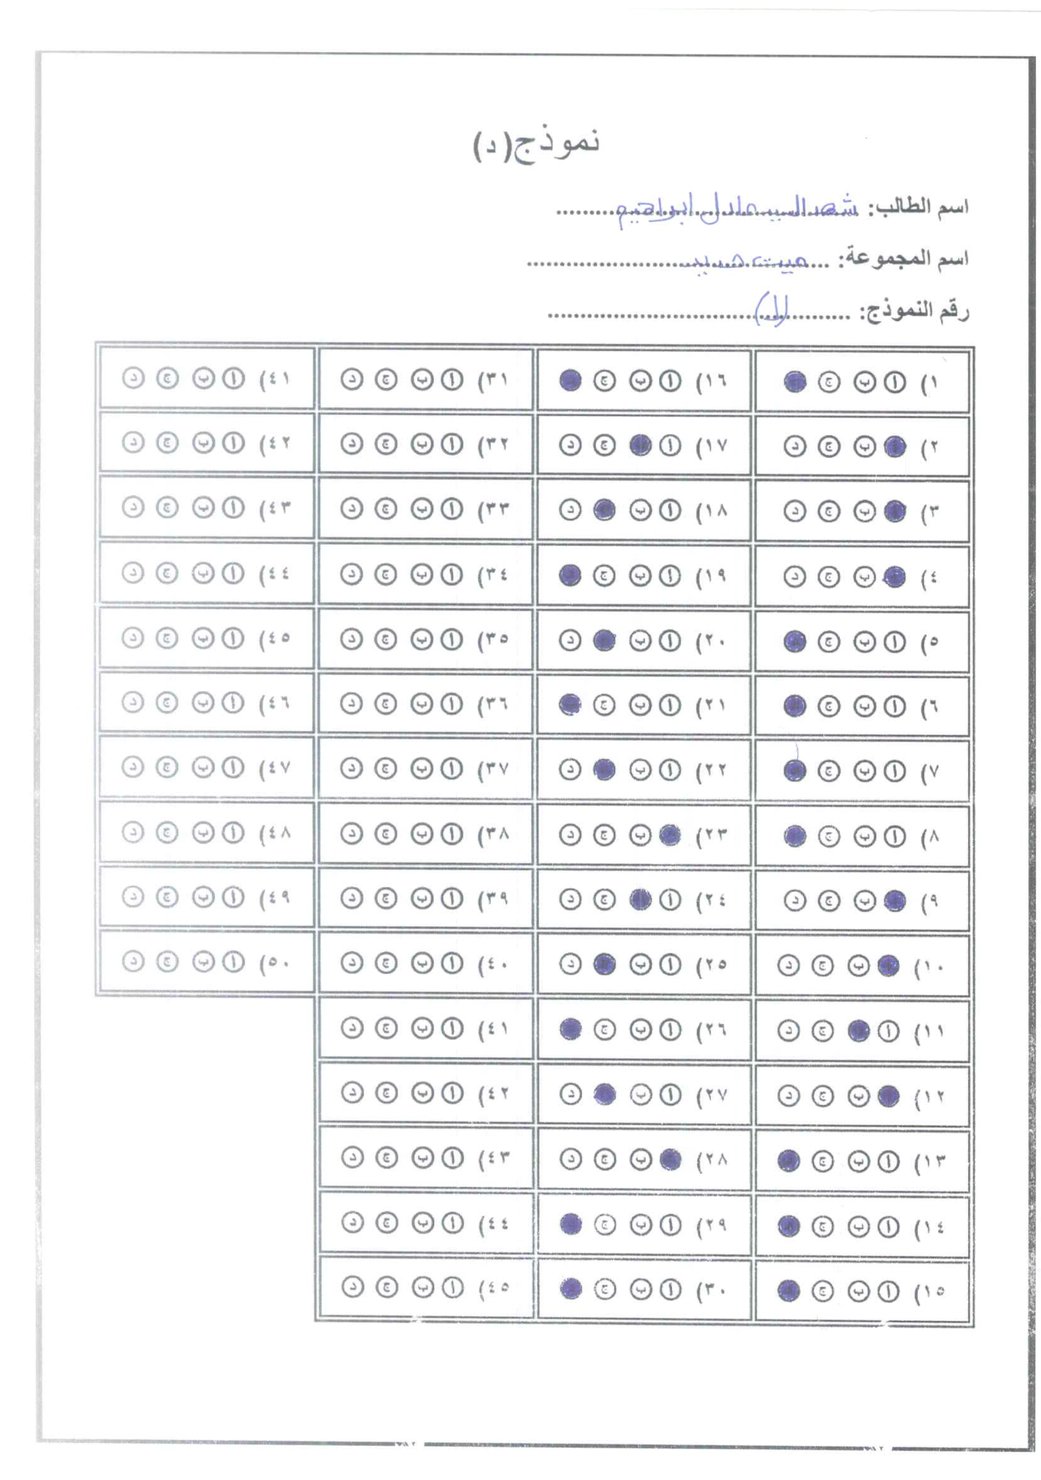 نموذج(د)
اسم الطالب: شهد السيد عادل ابراهيم
اسم المجموعة: ميت حديد
رقم النموذج:
١) ا ب ج ١٦) ا ب ج ٣١) ا ب ج د ٤١) ا ب ج د
٢) ب ج د ١٧) ا ج د ٣٢) ا ب ج د ٤٢) ا ب ج د
٣) ب ج د ١٨) ا ب د ٣٣) ا ب ج د ٤٣) ا ب ج د
٤) ب ج د ١٩) ا ب ج ٣٤) ا ب ج د ٤٤) ا ب ج د
٥) ا ب ج ٢٠) ا ب د ٣٥) ا ب ج د ٤٥) ا ب ج د
٦) ا ب ج ٢١) ا ب ج ٣٦) ا ب ج د ٤٦) ا ب ج د
٧) ا ب ج ٢٢) ا ب د ٣٧) ا ب ج د ٤٧) ا ب ج د
٨) ا ب ج ٢٣) ب ج د ٣٨) ا ب ج د ٤٨) ا ب ج د
٩) ب ج د ٢٤) ا ج د ٣٩) ا ب ج د ٤٩) ا ب ج د
١٠) ب ج د ٢٥) ا ب د ٤٠) ا ب ج د ٥٠) ا ب ج د
١١) ا ج د ٢٦) ا ب ج ٤١) ا ب ج د
١٢) ب ج د ٢٧) ا ب د ٤٢) ا ب ج د
١٣) ا ب ج ٢٨) ب ج د ٤٣) ا ب ج د
١٤) ا ب ج ٢٩) ا ب ج ٤٤) ا ب ج د
١٥) ا ب ج ٣٠) ا ب ج ٤٥) ا ب ج د